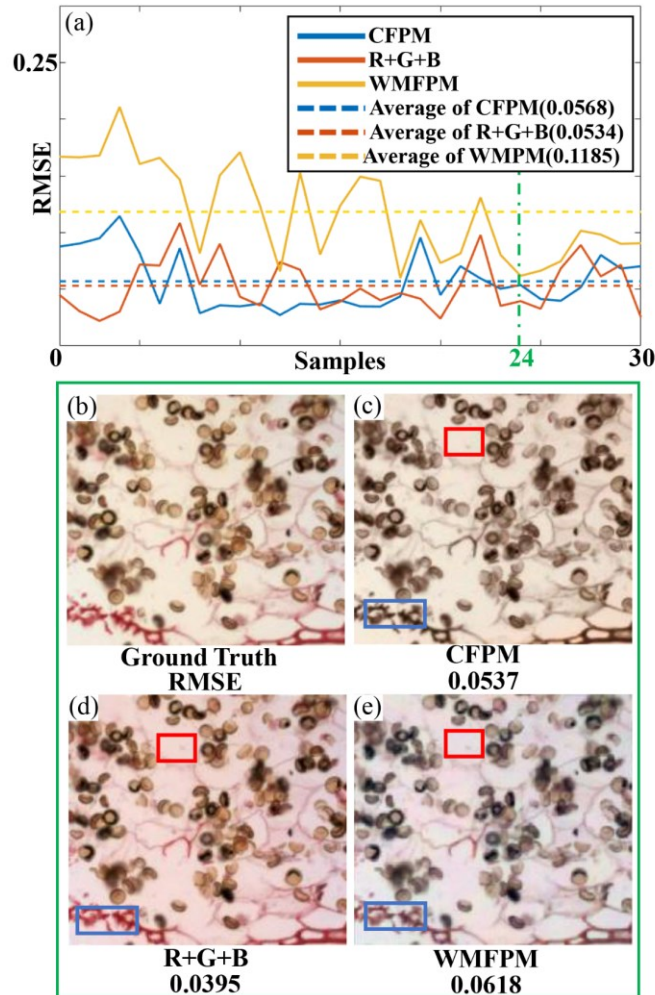 (a)
CFPM
R+G+B
WMFPM
Average of CFPM(0.0568)
Average of R+G+B(0.0534)
Average of WMPM(0.1185)
0.25
RMSE
0
Samples
24
30
(b)
(c)
Ground Truth
RMSE
CFPM
0.0537
(d)
(e)
R+G+B
0.0395
WMFPM
0.0618